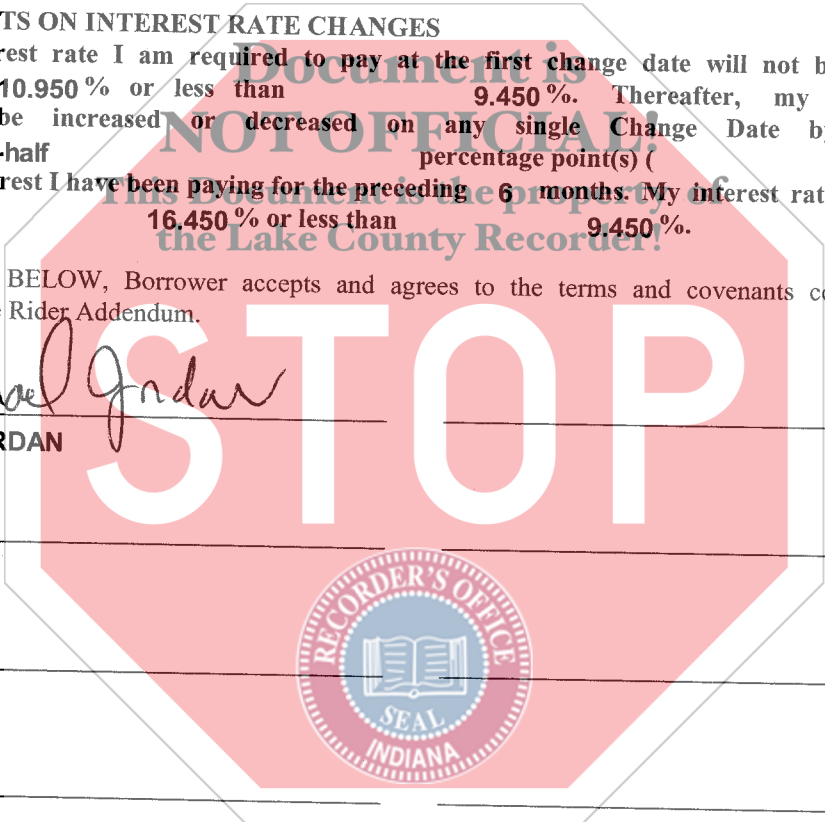 TS ON INTEREST RATE CHANGES
rest rate I am required to pay at the first change date will not b
10.950 % or less than 9.450 %. Thereafter, my
be increased or decreased on any single Change Date by
-half percentage point(s) (
rest I have been paying for the preceding 6 months. My interest rat
16.450 % or less than 9.450 %.
BELOW, Borrower accepts and agrees to the terms and covenants co
Rider Addendum.
Jordan
RDAN
Document is
NOT OFFICIAL!
This Document is the property of
the Lake County Recorder!
STOP
RECORDER'S OFFICE
SEAL
INDIANA